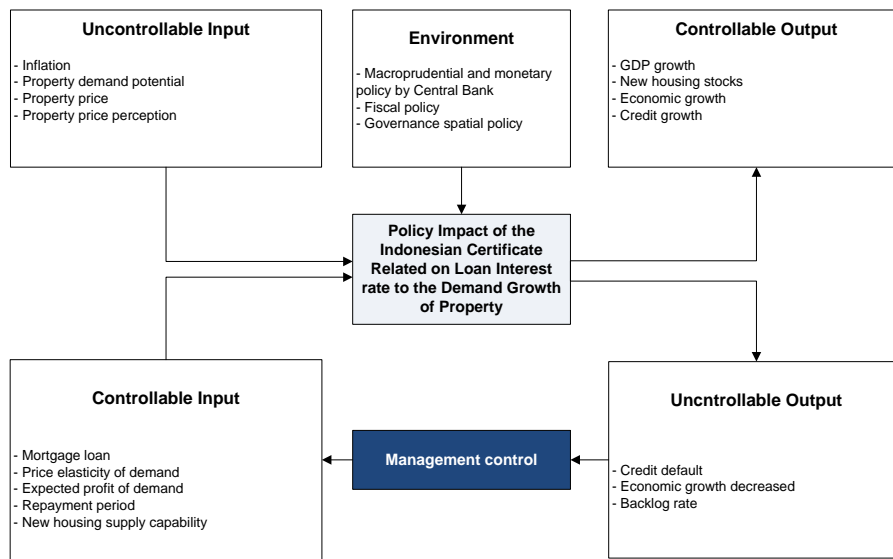 Uncontrollable Input
- Inflation
- Property demand potential
- Property price
- Property price perception
Environment
- Macroprudential and monetary
policy by Central Bank
- Fiscal policy
- Governance spatial policy
Controllable Output
- GDP growth
- New housing stocks
- Economic growth
- Credit growth
Policy Impact of the
Indonesian Certificate
Related on Loan Interest
rate to the Demand Growth
of Property
Controllable Input
- Mortgage loan
- Price elasticity of demand
- Expected profit of demand
- Repayment period
- New housing supply capability
Management control
Uncntrollable Output
- Credit default
- Economic growth decreased
- Backlog rate